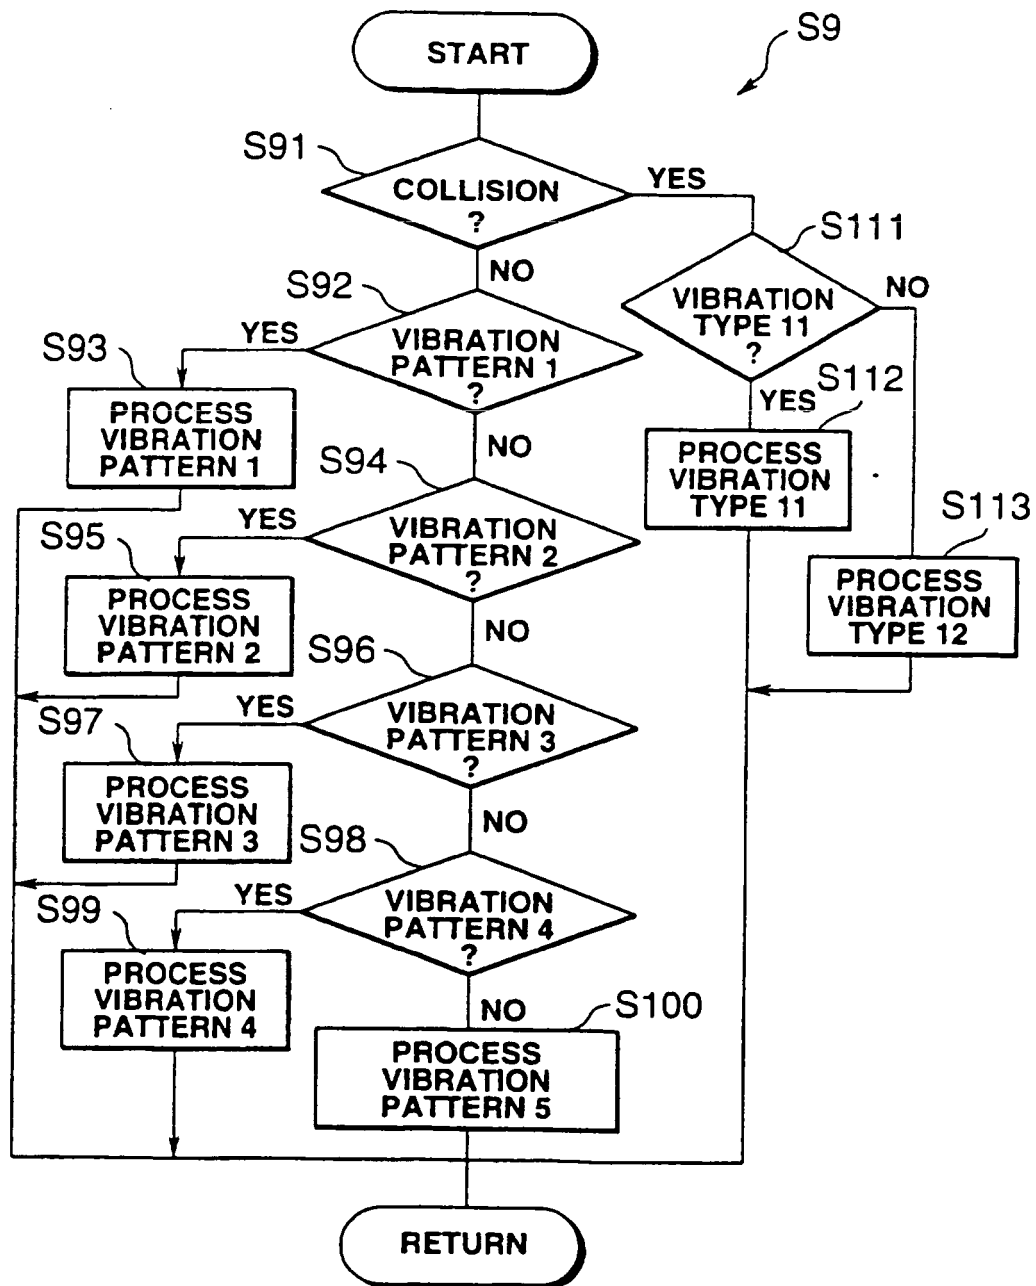 S9
START
S91
COLLISION
?
YES
NO
S111
VIBRATION
TYPE 11
?
NO
S92
VIBRATION
PATTERN 1
?
YES
S93
PROCESS
VIBRATION
PATTERN 1
NO
YES
S112
PROCESS
VIBRATION
TYPE 11
S94
VIBRATION
PATTERN 2
?
YES
S95
PROCESS
VIBRATION
PATTERN 2
NO
S113
PROCESS
VIBRATION
TYPE 12
S96
VIBRATION
PATTERN 3
?
YES
S97
PROCESS
VIBRATION
PATTERN 3
NO
S98
VIBRATION
PATTERN 4
?
YES
S99
PROCESS
VIBRATION
PATTERN 4
NO
S100
PROCESS
VIBRATION
PATTERN 5
RETURN